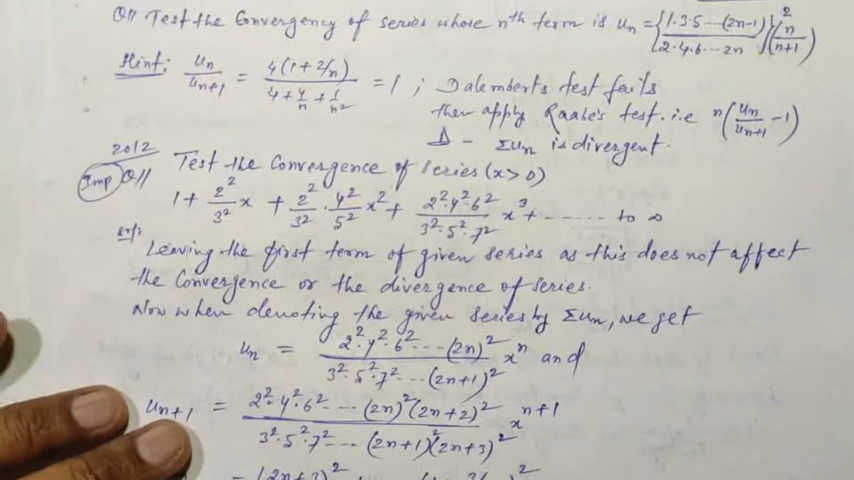 Q// Test the Convergency of series whose nth term is un = {1·3·5---(2n-1) / 2·4·6---2n}² (n / n+1)
Hint: un / un+1 = 4(1+2/n) / 4+4/n+1/n² = 1 ; Dalemberts test fails
then apply Raabe's test. i.e n(un / un+1 - 1)
Δ - Σun is divergent.
2012
Imp Q// Test the Convergence of Series (x>0)
1 + 2²/3² x + 2²/3² · 4²/5² x² + 2²·4²·6² / 3²·5²·7² x³ + ------ to ∞
Sol: Leaving the first term of given series as this does not affect
the Convergence or the divergence of series.
Now when denoting the given series by Σun, we get
un = 2²·4²·6²---(2n)² / 3²·5²·7²---(2n+1)² xⁿ and
un+1 = 2²·4²·6²---(2n)²(2n+2)² / 3²·5²·7²---(2n+1)²(2n+3)² xⁿ⁺¹